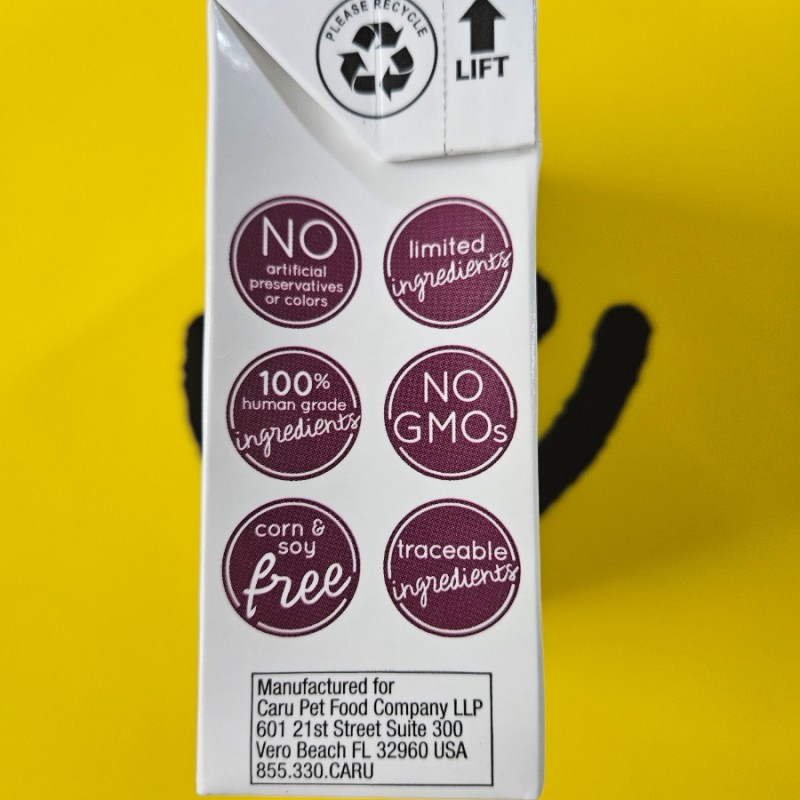 PLEASE RECYCLE
LIFT
NO
artificial
preservatives
or colors
limited
ingredients
100%
human grade
ingredients
NO
GMOs
corn &
soy
free
traceable
ingredients
Manufactured for
Caru Pet Food Company LLP
601 21st Street Suite 300
Vero Beach FL 32960 USA
855.330.CARU